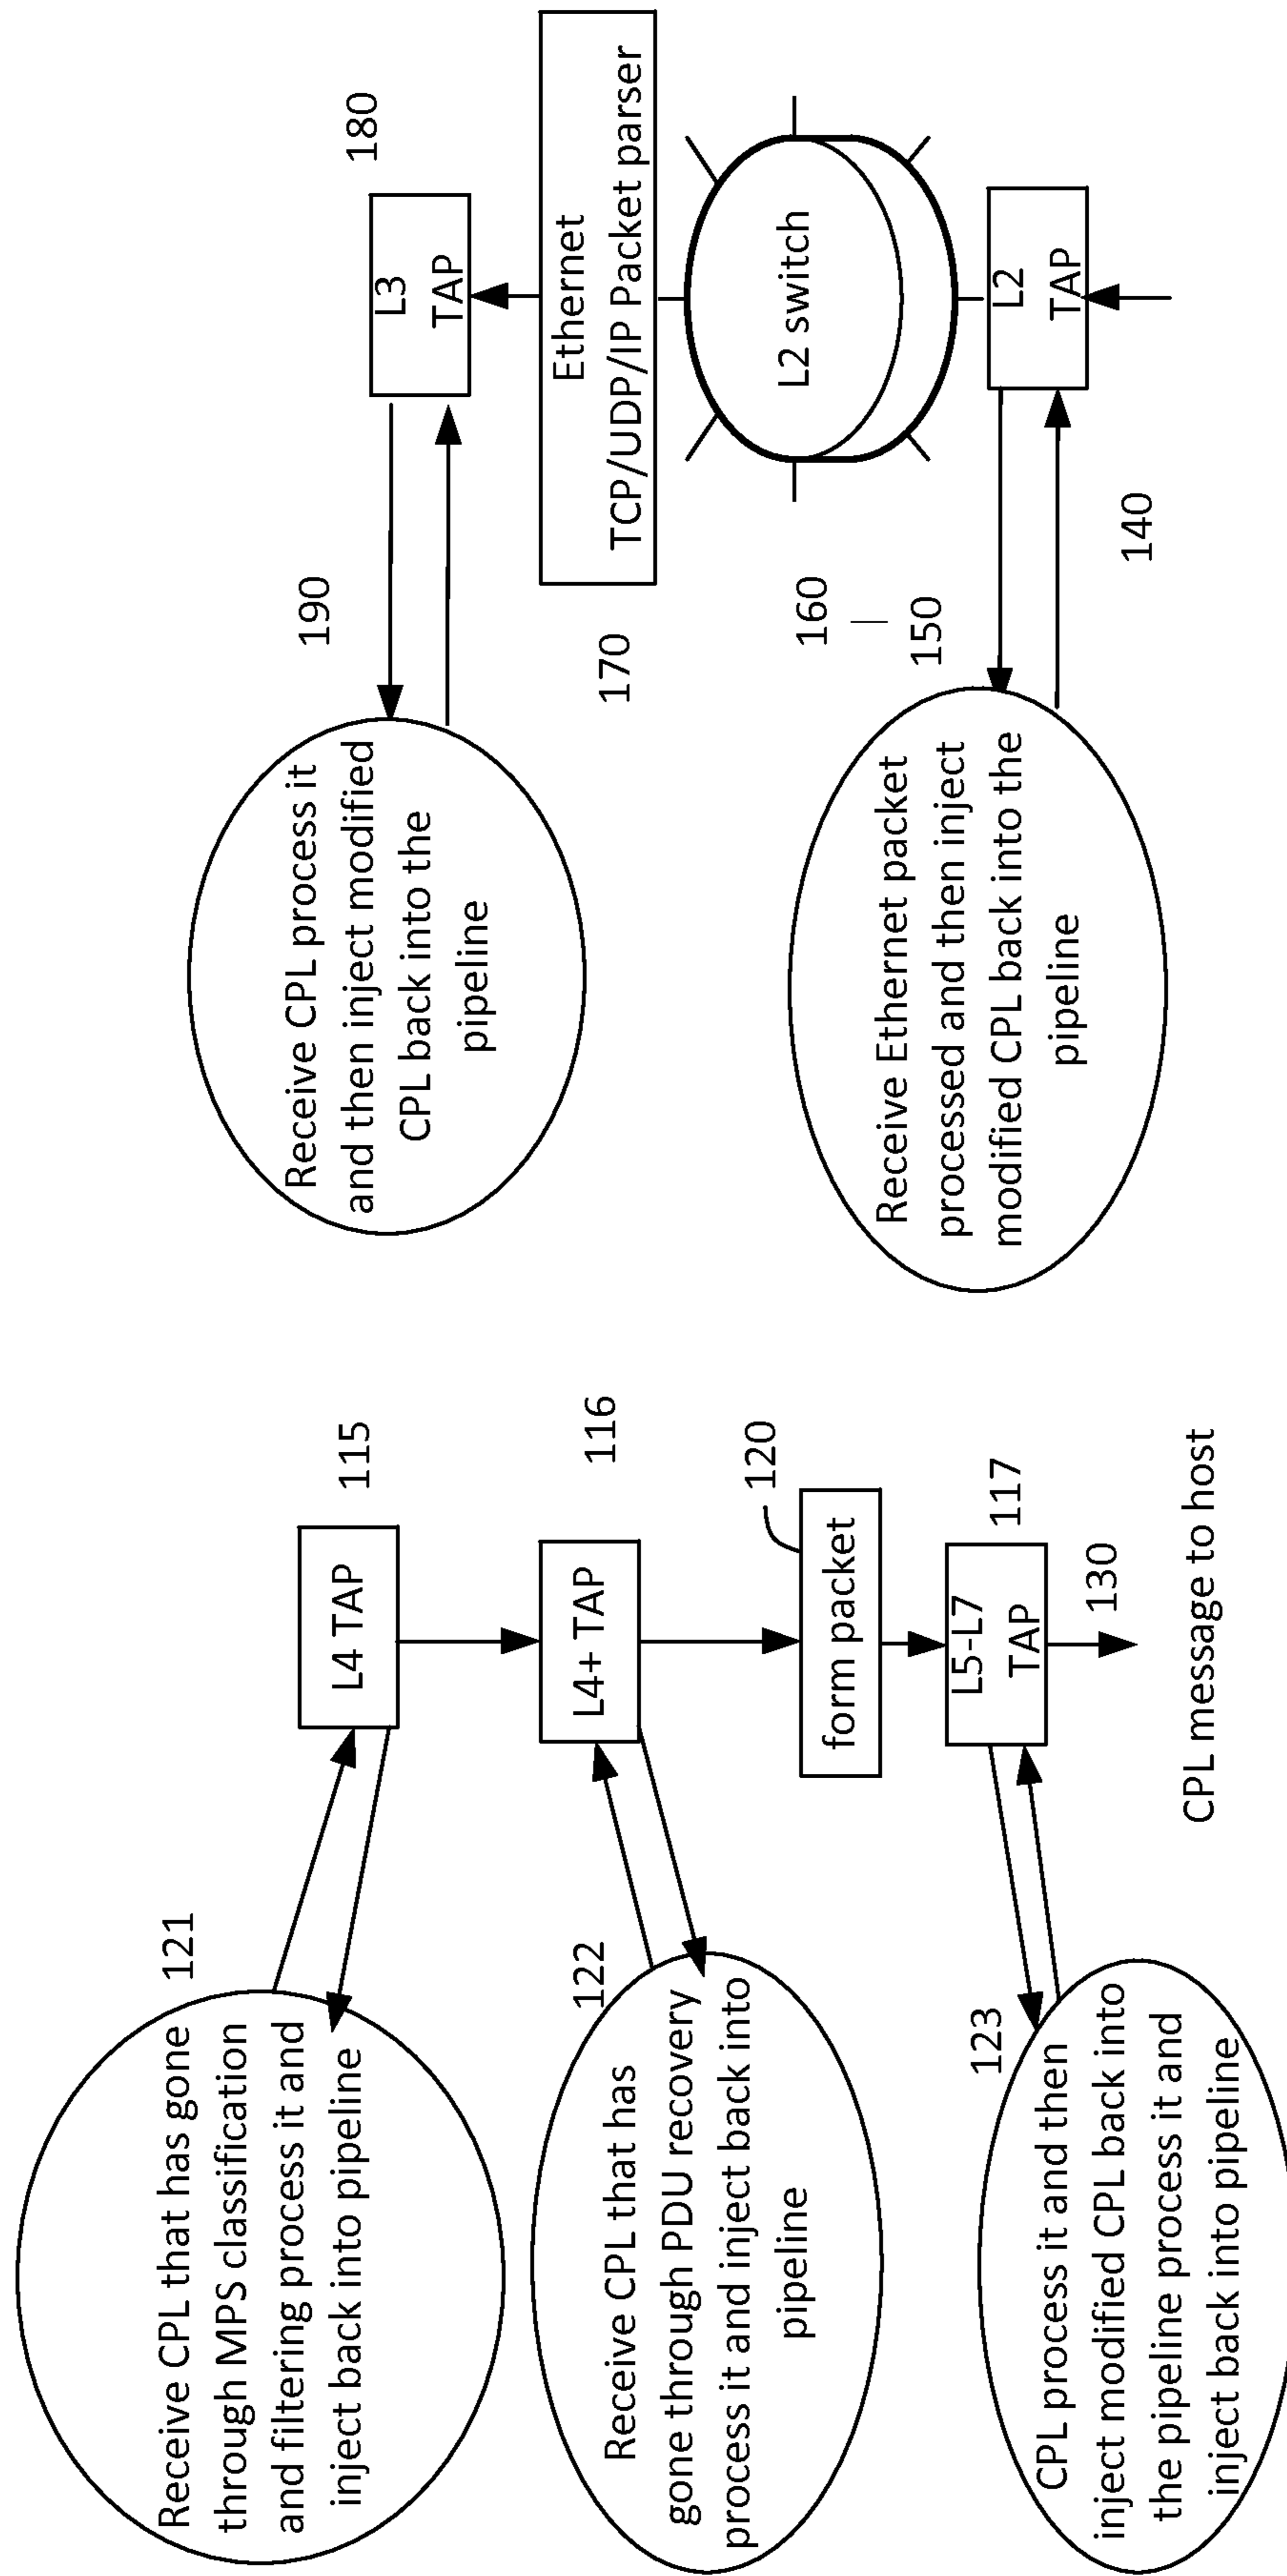 180
L3
TAP
190
Receive CPL process it
and then inject modified
CPL back into the
pipeline
Ethernet
TCP/UDP/IP Packet parser
170
L2 switch
160
150
L2
TAP
140
Receive Ethernet packet
processed and then inject
modified CPL back into the
pipeline
121
Receive CPL that has gone
through MPS classification
and filtering process it and
inject back into pipeline
L4 TAP
115
122
Receive CPL that has
gone through PDU recovery
process it and inject back into
pipeline
L4+ TAP
116
120
form packet
123
CPL process it and then
inject modified CPL back into
the pipeline process it and
inject back into pipeline
L5-L7
TAP
117
130
CPL message to host